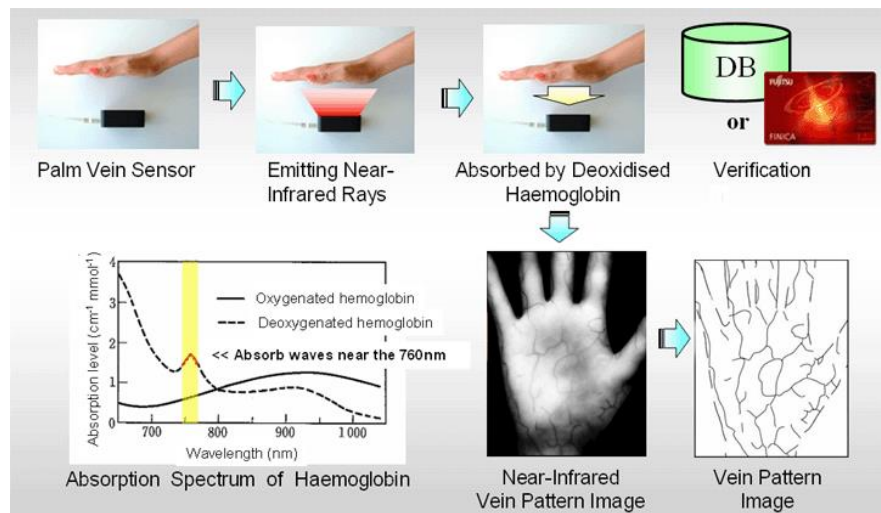 DB
or
FUJITSU
FINICA
Palm Vein Sensor
Emitting Near-
Infrared Rays
Absorbed by Deoxidised
Haemoglobin
Verification
Absorption level (cm⁻¹ mmol⁻¹)
4
3
2
1
0
Oxygenated hemoglobin
Deoxygenated hemoglobin
<< Absorb waves near the 760nm
700
800
900
1 000
Wavelength (nm)
Absorption Spectrum of Haemoglobin
Near-Infrared
Vein Pattern Image
Vein Pattern
Image